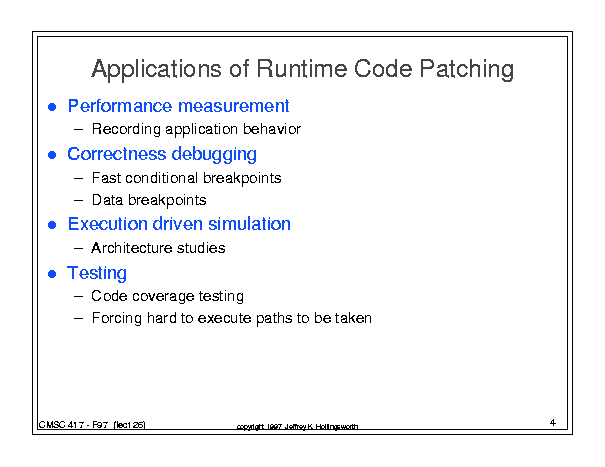 Applications of Runtime Code Patching
● Performance measurement
– Recording application behavior
● Correctness debugging
– Fast conditional breakpoints
– Data breakpoints
● Execution driven simulation
– Architecture studies
● Testing
– Code coverage testing
– Forcing hard to execute paths to be taken
CMSC 417 - F97 (lect 26)
copyright 1997 Jeffrey K. Hollingsworth
4